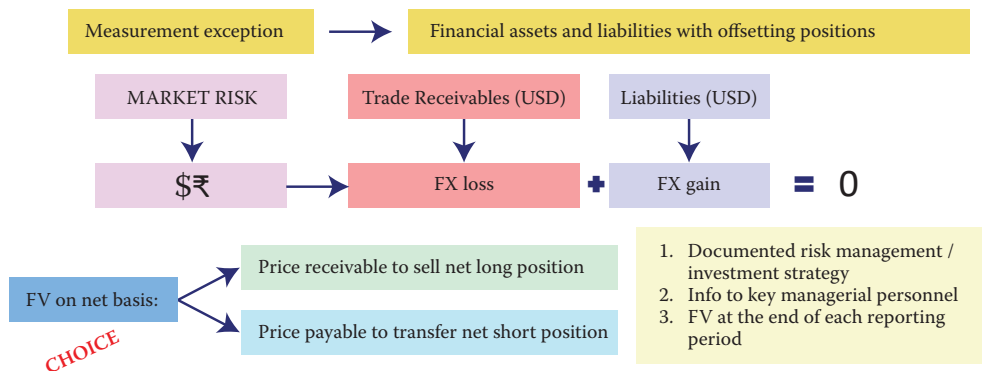 Measurement exception
Financial assets and liabilities with offsetting positions
MARKET RISK
Trade Receivables (USD)
Liabilities (USD)
$₹
FX loss
+
FX gain
=
0
FV on net basis:
CHOICE
Price receivable to sell net long position
Price payable to transfer net short position
1. Documented risk management /
investment strategy
2. Info to key managerial personnel
3. FV at the end of each reporting
period